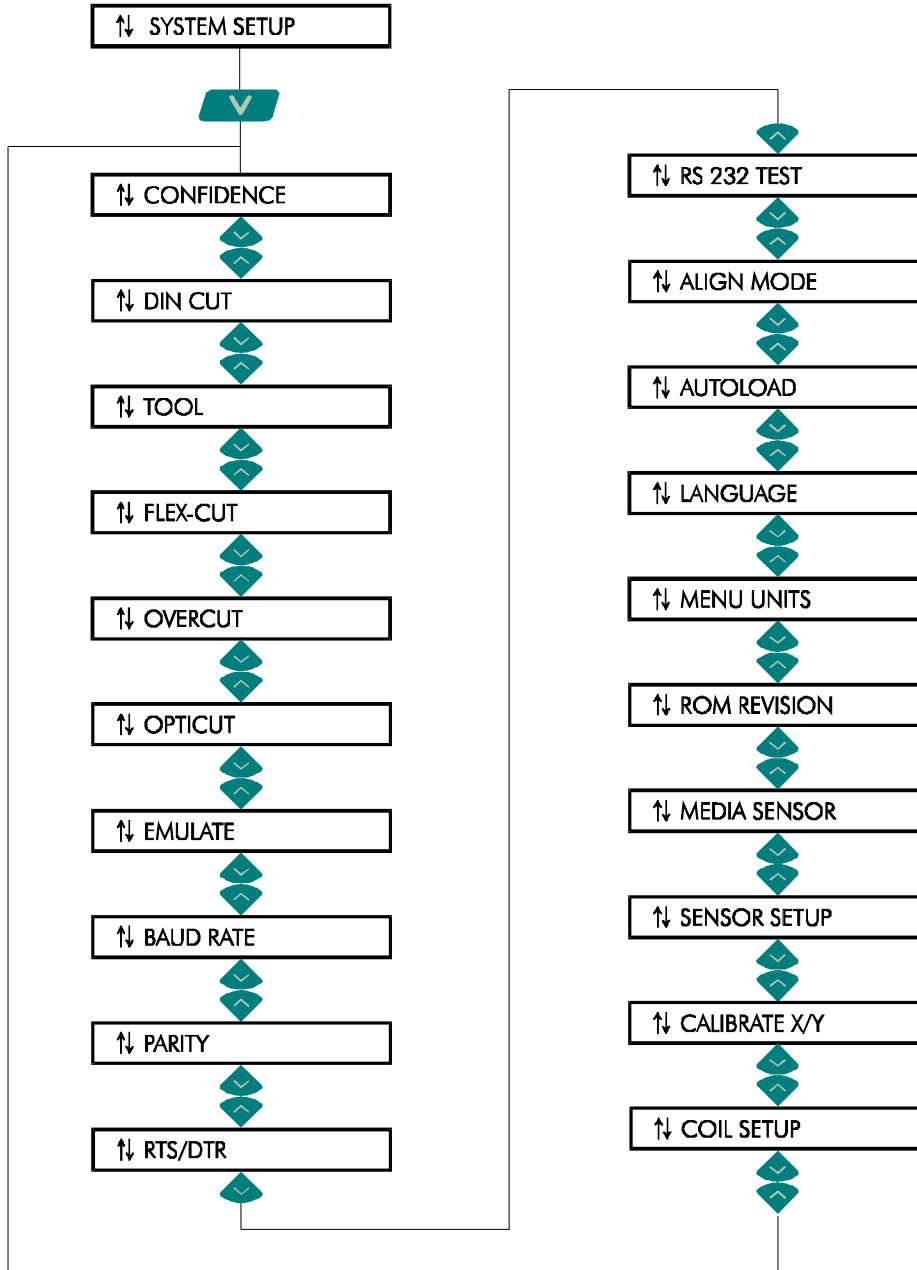 ↑↓ SYSTEM SETUP
↑↓ CONFIDENCE
↑↓ DIN CUT
↑↓ TOOL
↑↓ FLEX-CUT
↑↓ OVERCUT
↑↓ OPTICUT
↑↓ EMULATE
↑↓ BAUD RATE
↑↓ PARITY
↑↓ RTS/DTR
↑↓ RS 232 TEST
↑↓ ALIGN MODE
↑↓ AUTOLOAD
↑↓ LANGUAGE
↑↓ MENU UNITS
↑↓ ROM REVISION
↑↓ MEDIA SENSOR
↑↓ SENSOR SETUP
↑↓ CALIBRATE X/Y
↑↓ COIL SETUP